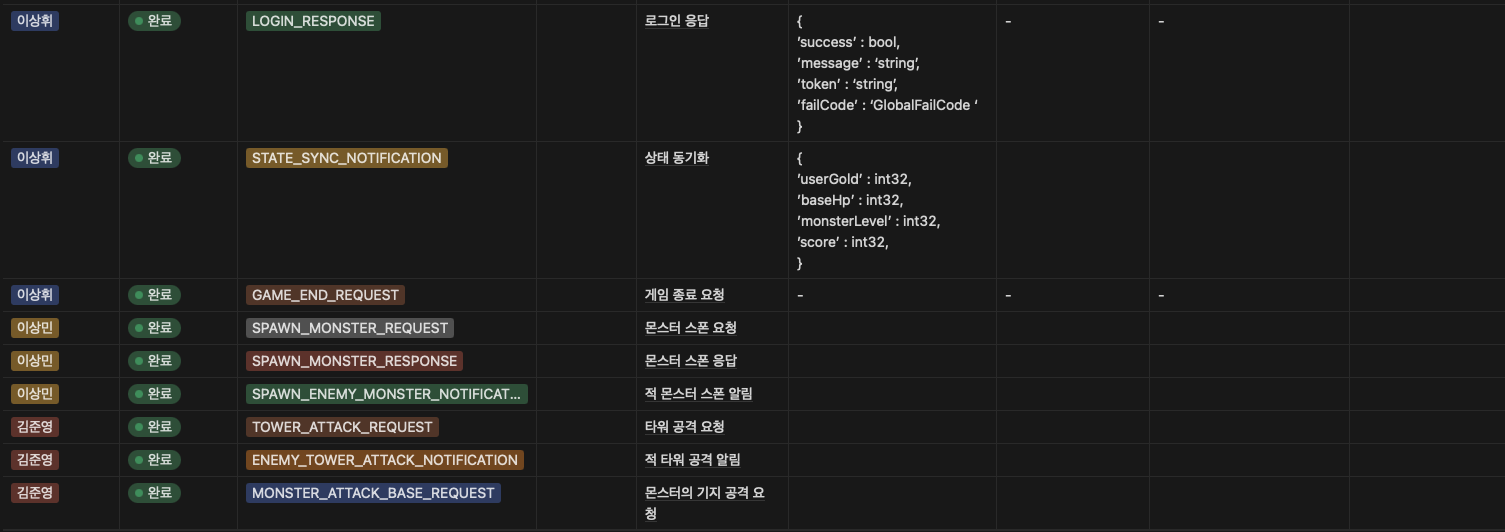 이상휘 완료 LOGIN_RESPONSE 로그인 응답 { - -
’success’ : bool,
’message’ : ‘string’,
’token’ : ‘string’,
’failCode’ : ‘GlobalFailCode ‘
}
이상휘 완료 STATE_SYNC_NOTIFICATION 상태 동기화 {
’userGold’ : int32,
’baseHp’ : int32,
’monsterLevel’ : int32,
’score’ : int32,
}
이상휘 완료 GAME_END_REQUEST 게임 종료 요청 - - -
이상민 완료 SPAWN_MONSTER_REQUEST 몬스터 스폰 요청
이상민 완료 SPAWN_MONSTER_RESPONSE 몬스터 스폰 응답
이상민 완료 SPAWN_ENEMY_MONSTER_NOTIFICAT... 적 몬스터 스폰 알림
김준영 완료 TOWER_ATTACK_REQUEST 타워 공격 요청
김준영 완료 ENEMY_TOWER_ATTACK_NOTIFICATION 적 타워 공격 알림
김준영 완료 MONSTER_ATTACK_BASE_REQUEST 몬스터의 기지 공격 요
청